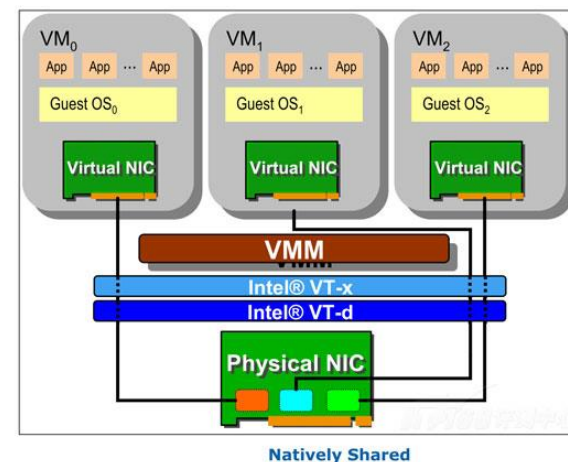 VM0 VM1 VM2
App App ... App App App ... App App App ... App
Guest OS0 Guest OS1 Guest OS2
Virtual NIC Virtual NIC Virtual NIC
VMM
Intel® VT-x
Intel® VT-d
Physical NIC
Natively Shared